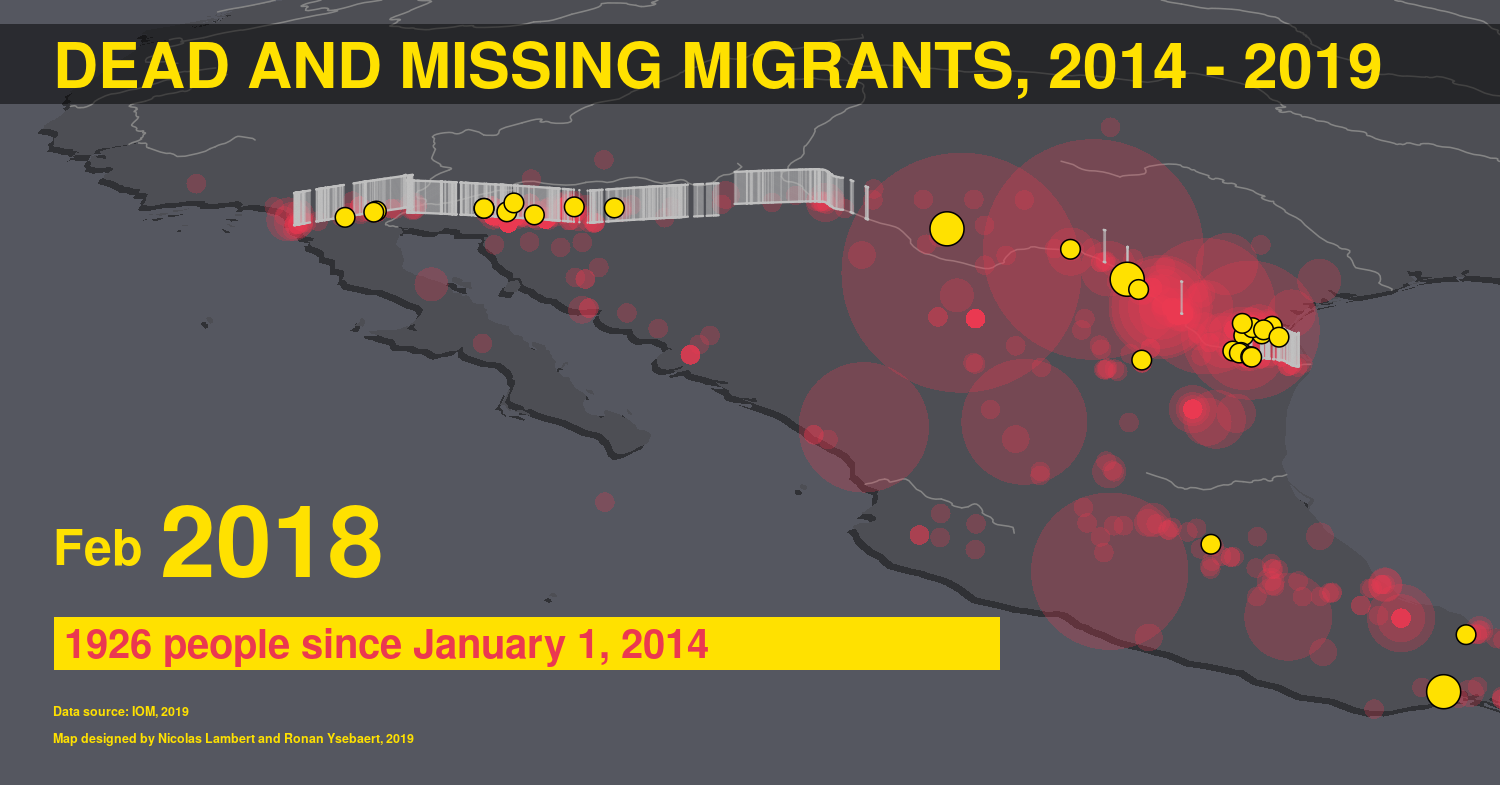 DEAD AND MISSING MIGRANTS, 2014 - 2019
Feb 2018
1926 people since January 1, 2014
Data source: IOM, 2019
Map designed by Nicolas Lambert and Ronan Ysebaert, 2019